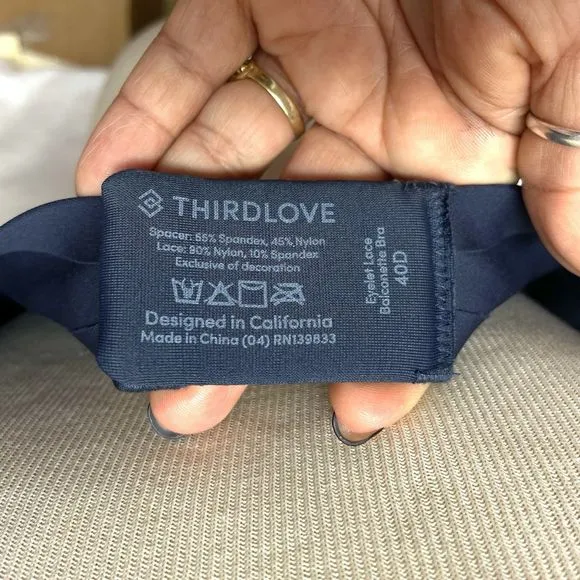 THIRDLOVE
Spacer: 55% Spandex, 45% Nylon
Lace: 90% Nylon, 10% Spandex
Exclusive of decoration
Designed in California
Made in China (04) RN139833
Eyelet Lace
Balconette Bra
40D